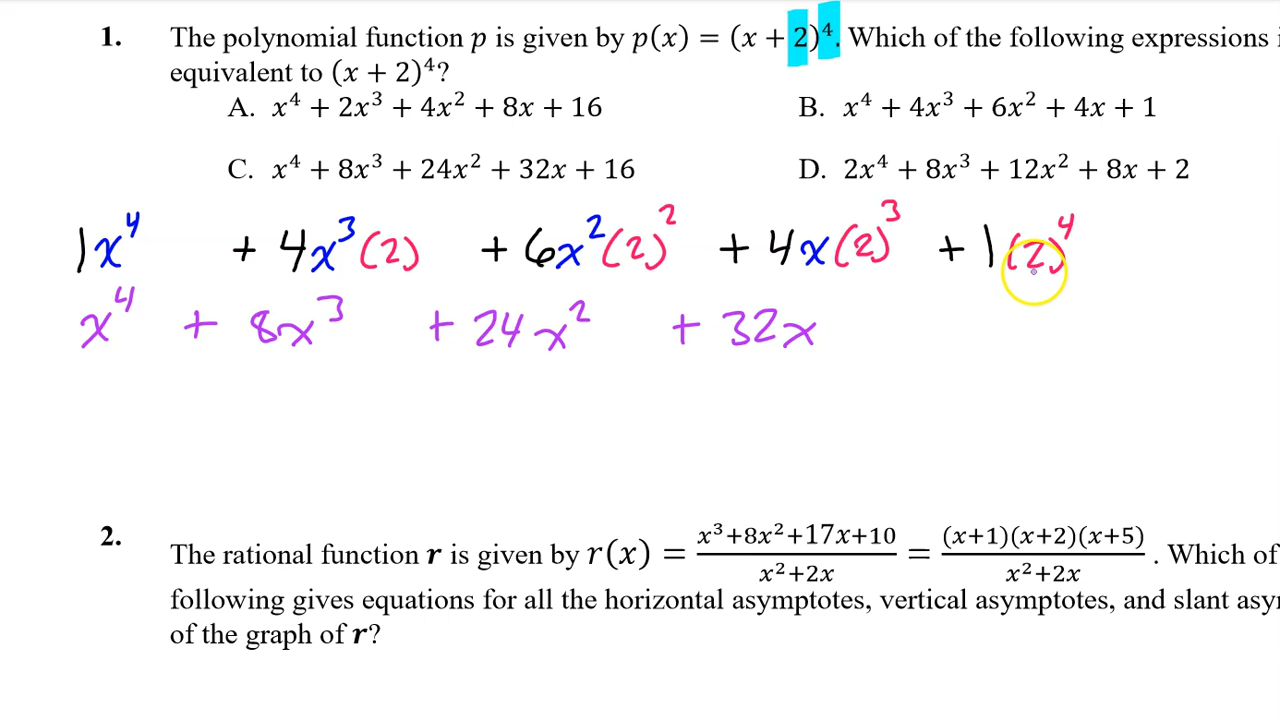 1. The polynomial function p is given by p(x) = (x + 2)⁴. Which of the following expressions i
equivalent to (x + 2)⁴?
A. x⁴ + 2x³ + 4x² + 8x + 16 B. x⁴ + 4x³ + 6x² + 4x + 1
C. x⁴ + 8x³ + 24x² + 32x + 16 D. 2x⁴ + 8x³ + 12x² + 8x + 2
1x⁴ + 4x³(2) + 6x²(2)² + 4x(2)³ + 1(2)⁴
x⁴ + 8x³ + 24x² + 32x
2. The rational function r is given by r(x) = (x³+8x²+17x+10)/(x²+2x) = ((x+1)(x+2)(x+5))/(x²+2x). Which of
following gives equations for all the horizontal asymptotes, vertical asymptotes, and slant asy
of the graph of r?